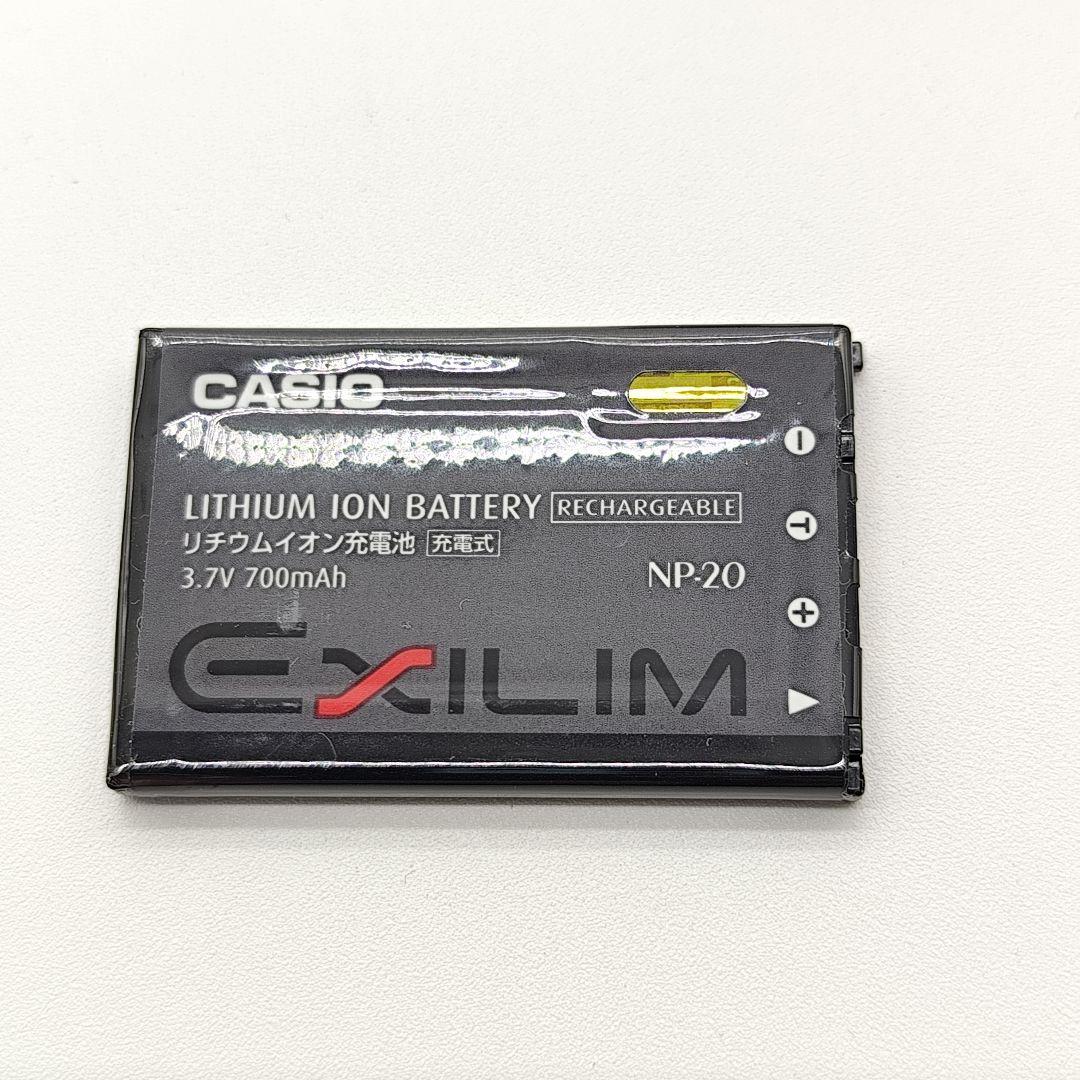 CASIO
LITHIUM ION BATTERY RECHARGEABLE
リチウムイオン充電池 充電式
3.7V 700mAh
NP-20
EXILIM
−
T
+